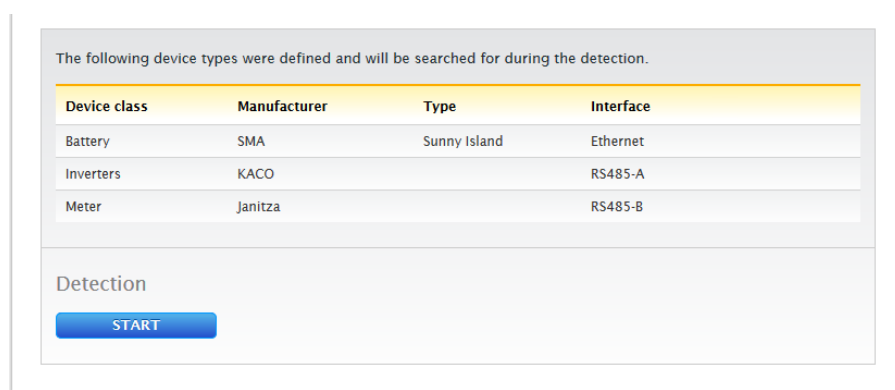 The following device types were defined and will be searched for during the detection.
Device class Manufacturer Type Interface
Battery SMA Sunny Island Ethernet
Inverters KACO RS485-A
Meter Janitza RS485-B
Detection
START